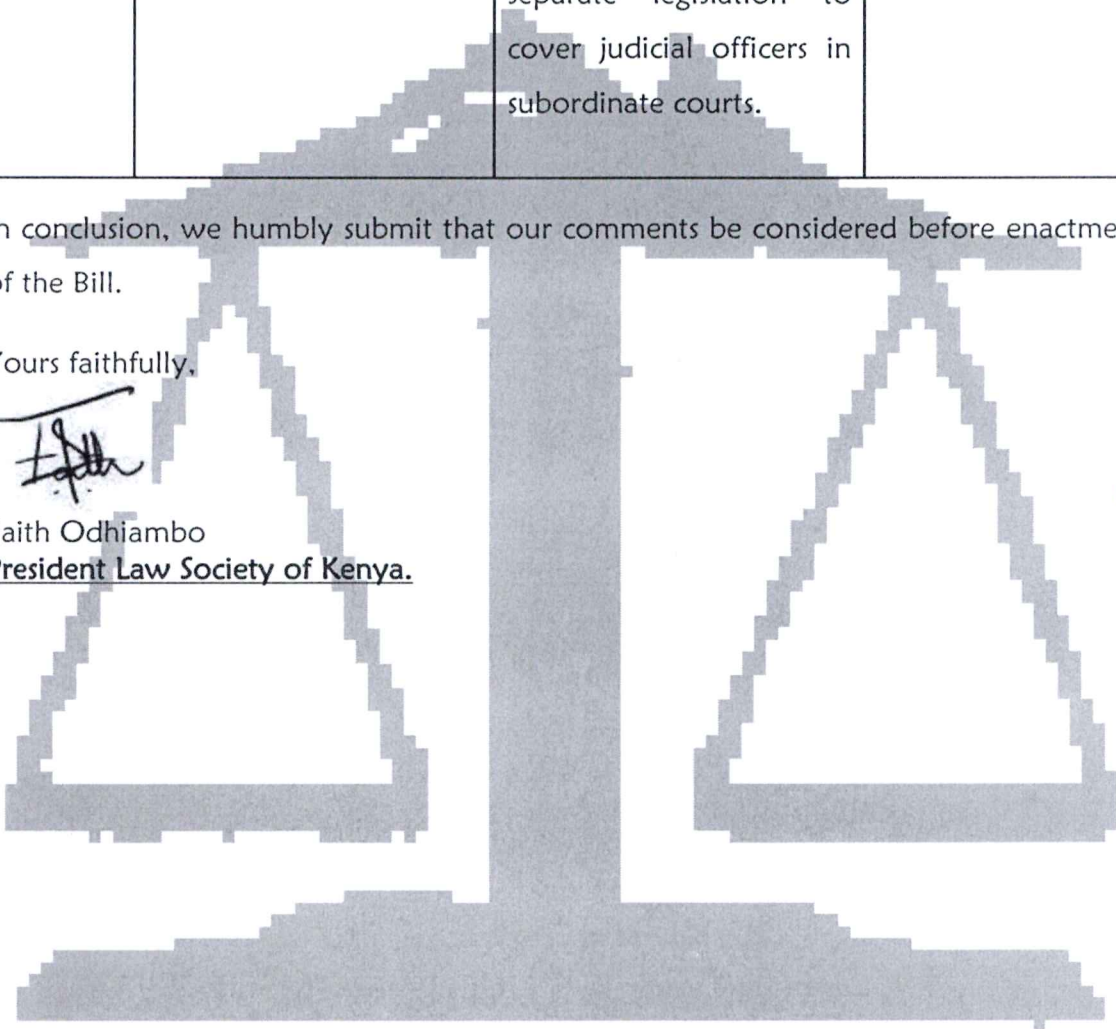 separate legislation to
cover judicial officers in
subordinate courts.
n conclusion, we humbly submit that our comments be considered before enactme
of the Bill.
Yours faithfully,
aith Odhiambo
President Law Society of Kenya.